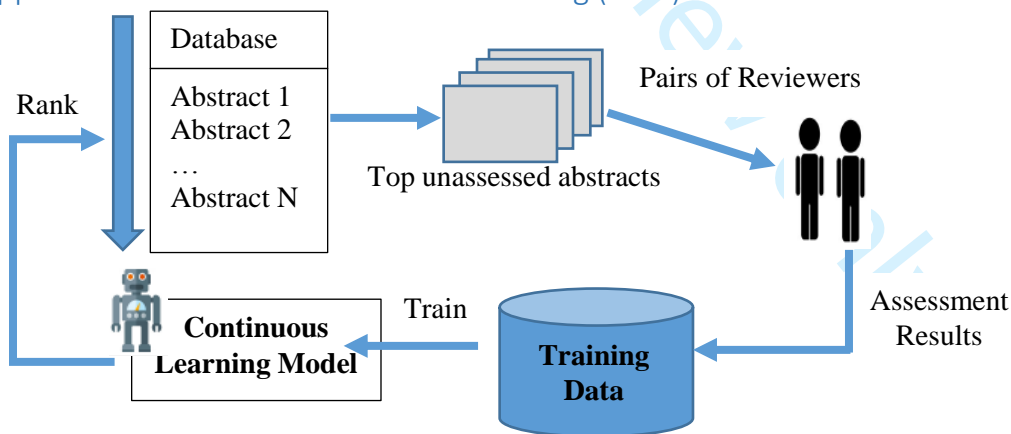 Database
Abstract 1
Abstract 2
…
Abstract N
Rank
Top unassessed abstracts
Pairs of Reviewers
Assessment
Results
Training
Data
Train
Continuous
Learning Model